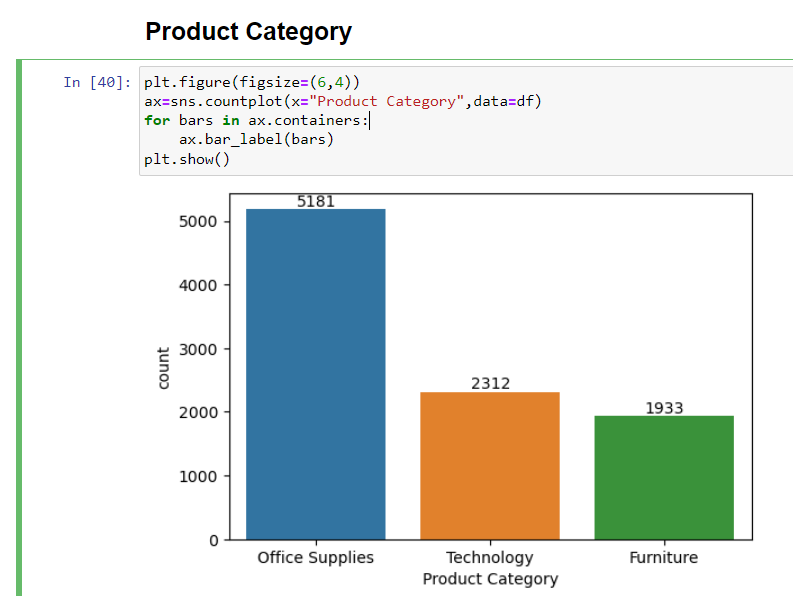 Product Category
In [40]: plt.figure(figsize=(6,4))
ax=sns.countplot(x="Product Category",data=df)
for bars in ax.containers:
    ax.bar_label(bars)
plt.show()
5181
5000
4000
3000
2312
2000
1933
1000
0
count
Office Supplies Technology Furniture
Product Category